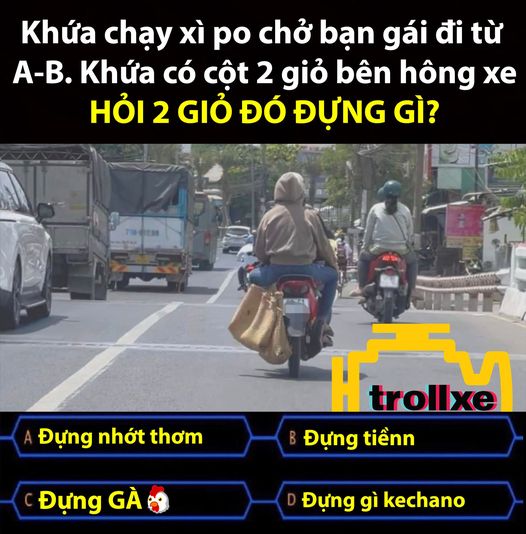 Khứa chạy xì po chở bạn gái đi từ
A-B. Khứa có cột 2 giỏ bên hông xe
HỎI 2 GIỎ ĐÓ ĐỰNG GÌ?
trollxe
A Đựng nhớt thơm
B Đựng tiềnn
C Đựng GÀ
D Đựng gì kechano